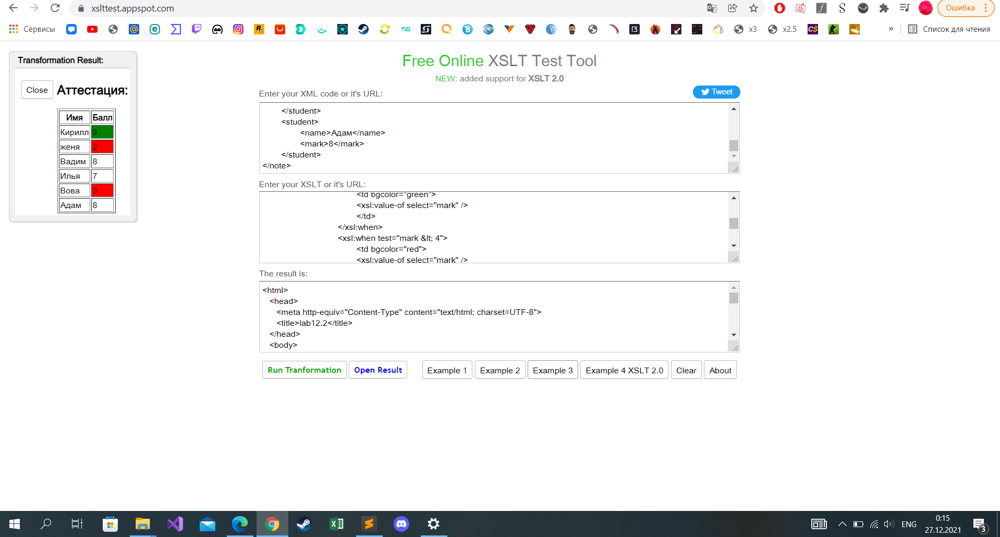 xslttest.appspot.com
Ошибка
Сервисы
x3
x2.5
C$
»
Список для чтения
Transformation Result:
Close
Аттестация:
Имя Балл
Кирилл 9
женя 2
Вадим 8
Илья 7
Вова 3
Адам 8
Free Online XSLT Test Tool
NEW: added support for XSLT 2.0
Enter your XML code or it's URL:
Tweet
</student>
<student>
<name>Адам</name>
<mark>8</mark>
</student>
</note>
Enter your XSLT or it's URL:
<td bgcolor="green">
<xsl:value-of select="mark" />
</td>
</xsl:when>
<xsl:when test="mark &lt; 4">
<td bgcolor="red">
<xsl:value-of select="mark" />
The result is:
<html>
<head>
<meta http-equiv="Content-Type" content="text/html; charset=UTF-8">
<title>lab12.2</title>
</head>
<body>
Run Tranformation Open Result Example 1 Example 2 Example 3 Example 4 XSLT 2.0 Clear About
ENG
0:15
27.12.2021
3